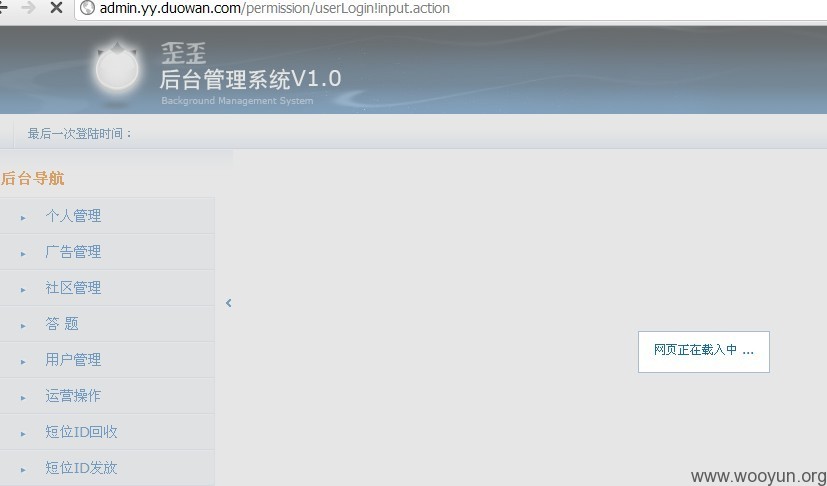 admin.yy.duowan.com/permission/userLogin!input.action
歪歪
后台管理系统V1.0
Background Management System
最后一次登陆时间：
后台导航
个人管理
广告管理
社区管理
答 题
用户管理
网页正在载入中 ...
运营操作
短位ID回收
短位ID发放
www.wooyun.org